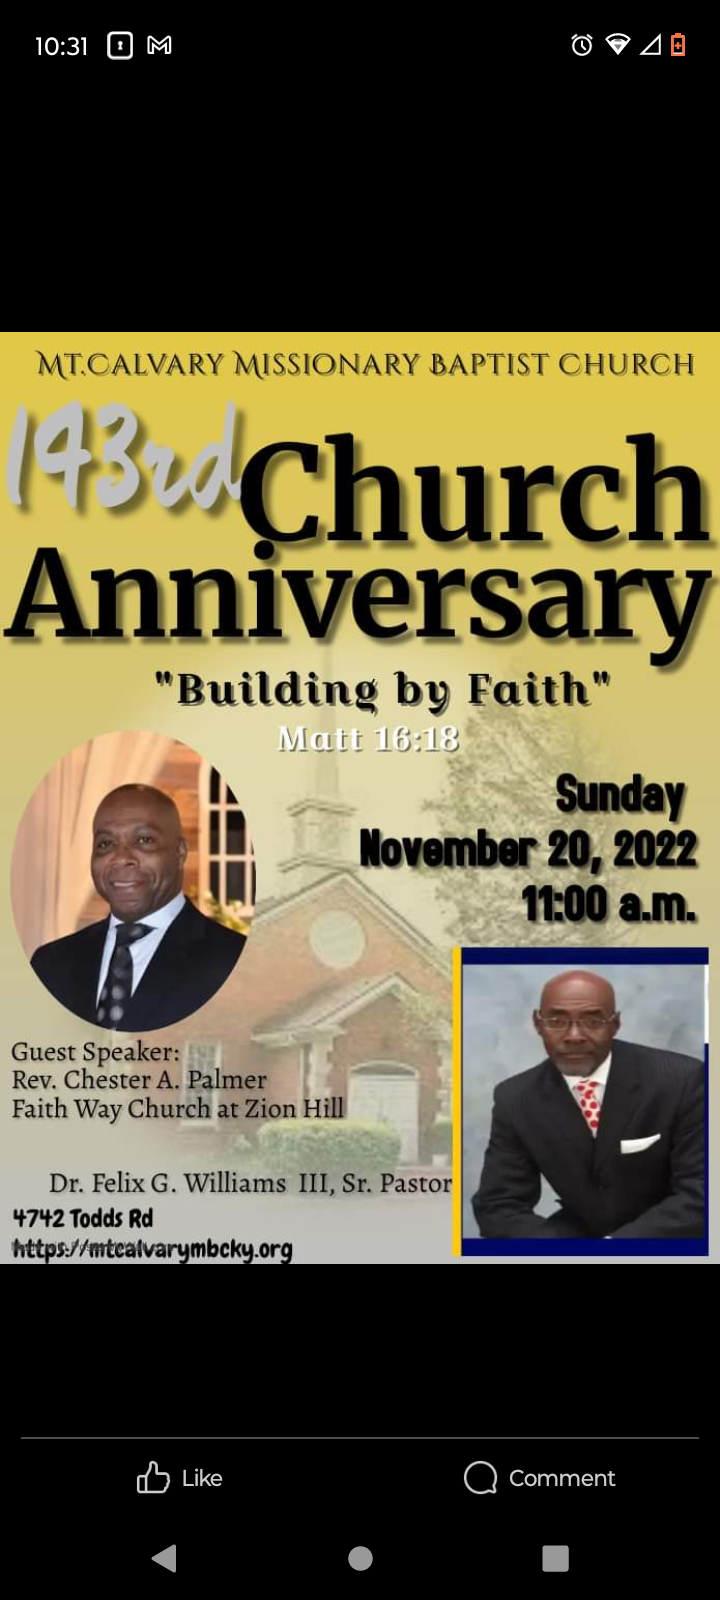 10:31
MT.CALVARY MISSIONARY BAPTIST CHURCH
143rd Church
Anniversary
"Building by Faith"
Matt 16:18
Sunday
November 20, 2022
11:00 a.m.
Guest Speaker:
Rev. Chester A. Palmer
Faith Way Church at Zion Hill
Dr. Felix G. Williams III, Sr. Pastor
4742 Todds Rd
https://mtcalvarymbcky.org
Like
Comment